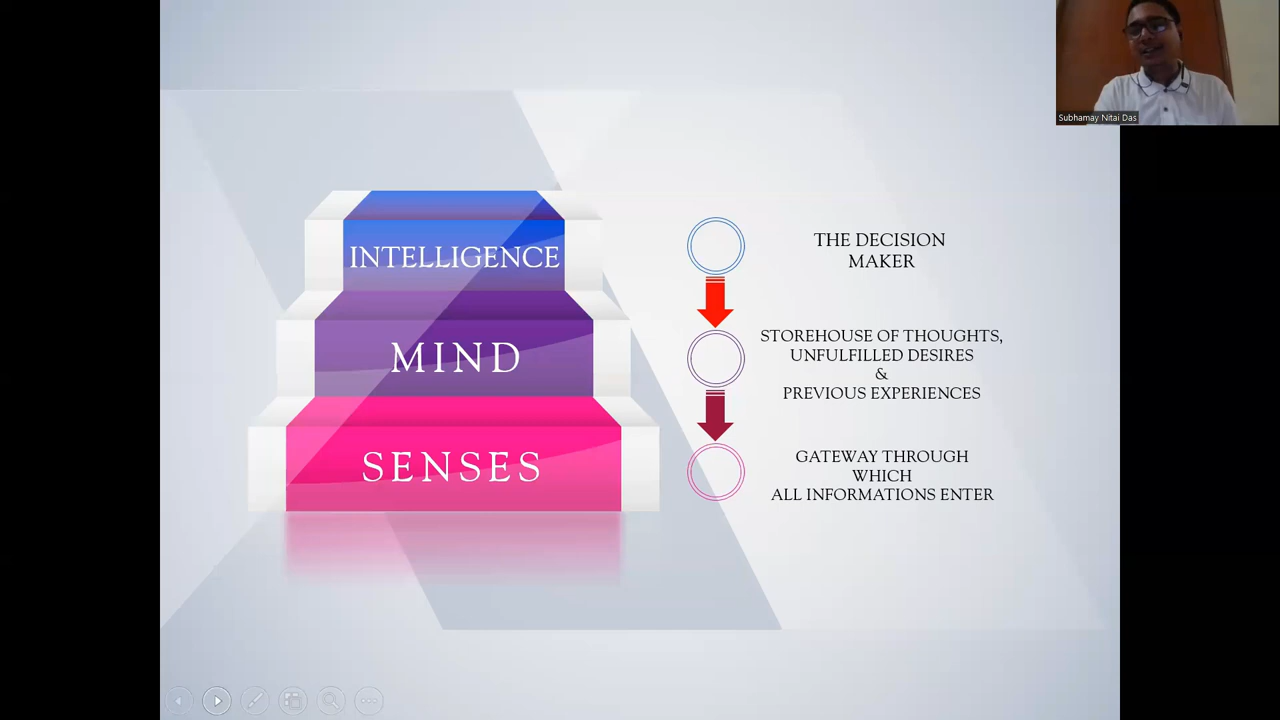 Subhamay Nitai Das
INTELLIGENCE
THE DECISION
MAKER
MIND
STOREHOUSE OF THOUGHTS,
UNFULFILLED DESIRES
&
PREVIOUS EXPERIENCES
SENSES
GATEWAY THROUGH
WHICH
ALL INFORMATIONS ENTER